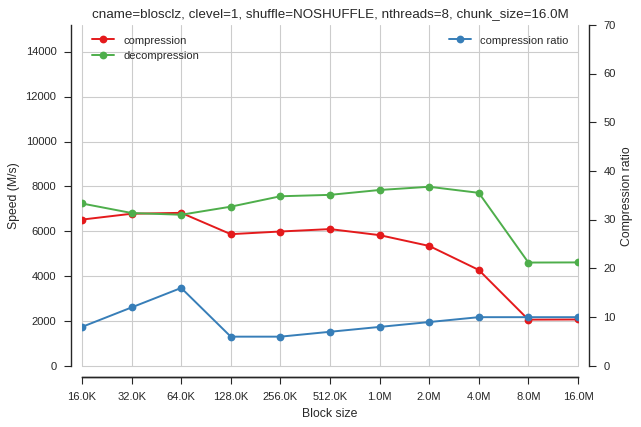 cname=blosclz, clevel=1, shuffle=NOSHUFFLE, nthreads=8, chunk_size=16.0M
compression
decompression
compression ratio
Speed (M/s)
14000
12000
10000
8000
6000
4000
2000
0
70
60
50
40
30
20
10
0
Compression ratio
16.0K 32.0K 64.0K 128.0K 256.0K 512.0K 1.0M 2.0M 4.0M 8.0M 16.0M
Block size